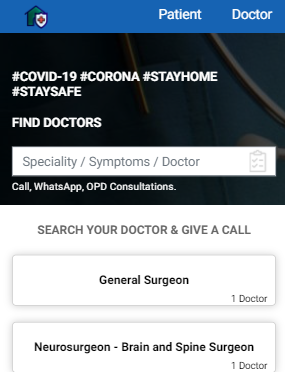 Patient Doctor
#COVID-19 #CORONA #STAYHOME
#STAYSAFE
FIND DOCTORS
Speciality / Symptoms / Doctor
Call, WhatsApp, OPD Consultations.
SEARCH YOUR DOCTOR & GIVE A CALL
General Surgeon
1 Doctor
Neurosurgeon - Brain and Spine Surgeon
1 Doctor